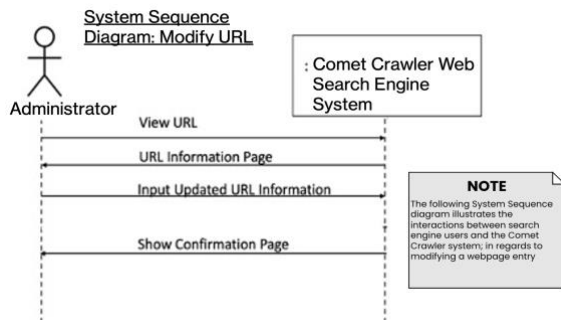 System Sequence
Diagram: Modify URL
: Comet Crawler Web
Search Engine
System
Administrator
View URL
URL Information Page
Input Updated URL Information
Show Confirmation Page
NOTE
The following System Sequence
diagram illustrates the
interactions between search
engine users and the Comet
Crawler system; in regards to
modifying a webpage entry